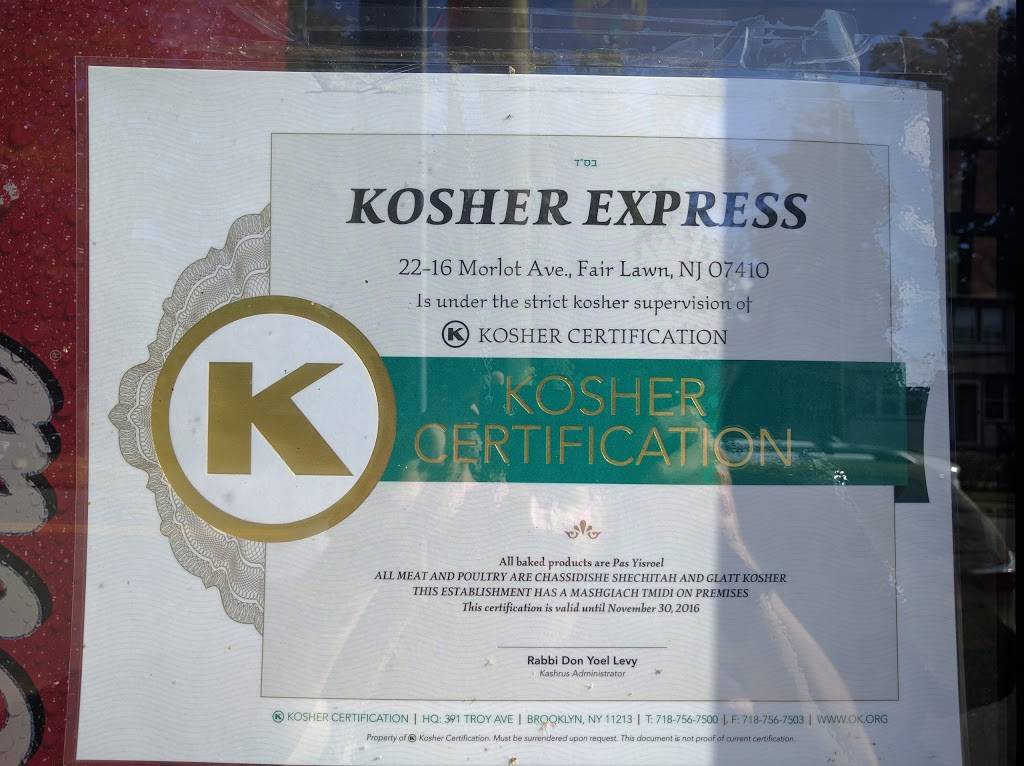 בס"ד
KOSHER EXPRESS
22-16 Morlot Ave., Fair Lawn, NJ 07410
Is under the strict kosher supervision of
K KOSHER CERTIFICATION
K
KOSHER
CERTIFICATION
All baked products are Pas Yisroel
ALL MEAT AND POULTRY ARE CHASSIDISHE SHECHITAH AND GLATT KOSHER
THIS ESTABLISHMENT HAS A MASHGIACH TMIDI ON PREMISES
This certification is valid until November 30, 2016
Rabbi Don Yoel Levy
Kashrus Administrator
K KOSHER CERTIFICATION | HQ: 391 TROY AVE | BROOKLYN, NY 11213 | T: 718-756-7500 | F: 718-756-7503 | WWW.OK.ORG
Property of K Kosher Certification. Must be surrendered upon request. This document is not proof of current certification.